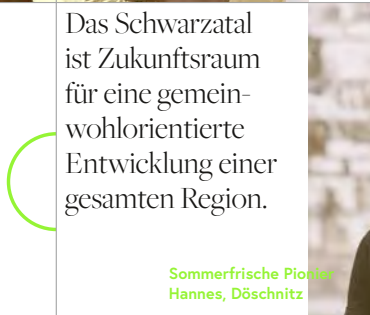 Das Schwarzatal
ist Zukunftsraum
für eine gemein-
wohlorientierte
Entwicklung einer
gesamten Region.
Sommerfrische Pionier
Hannes, Döschnitz